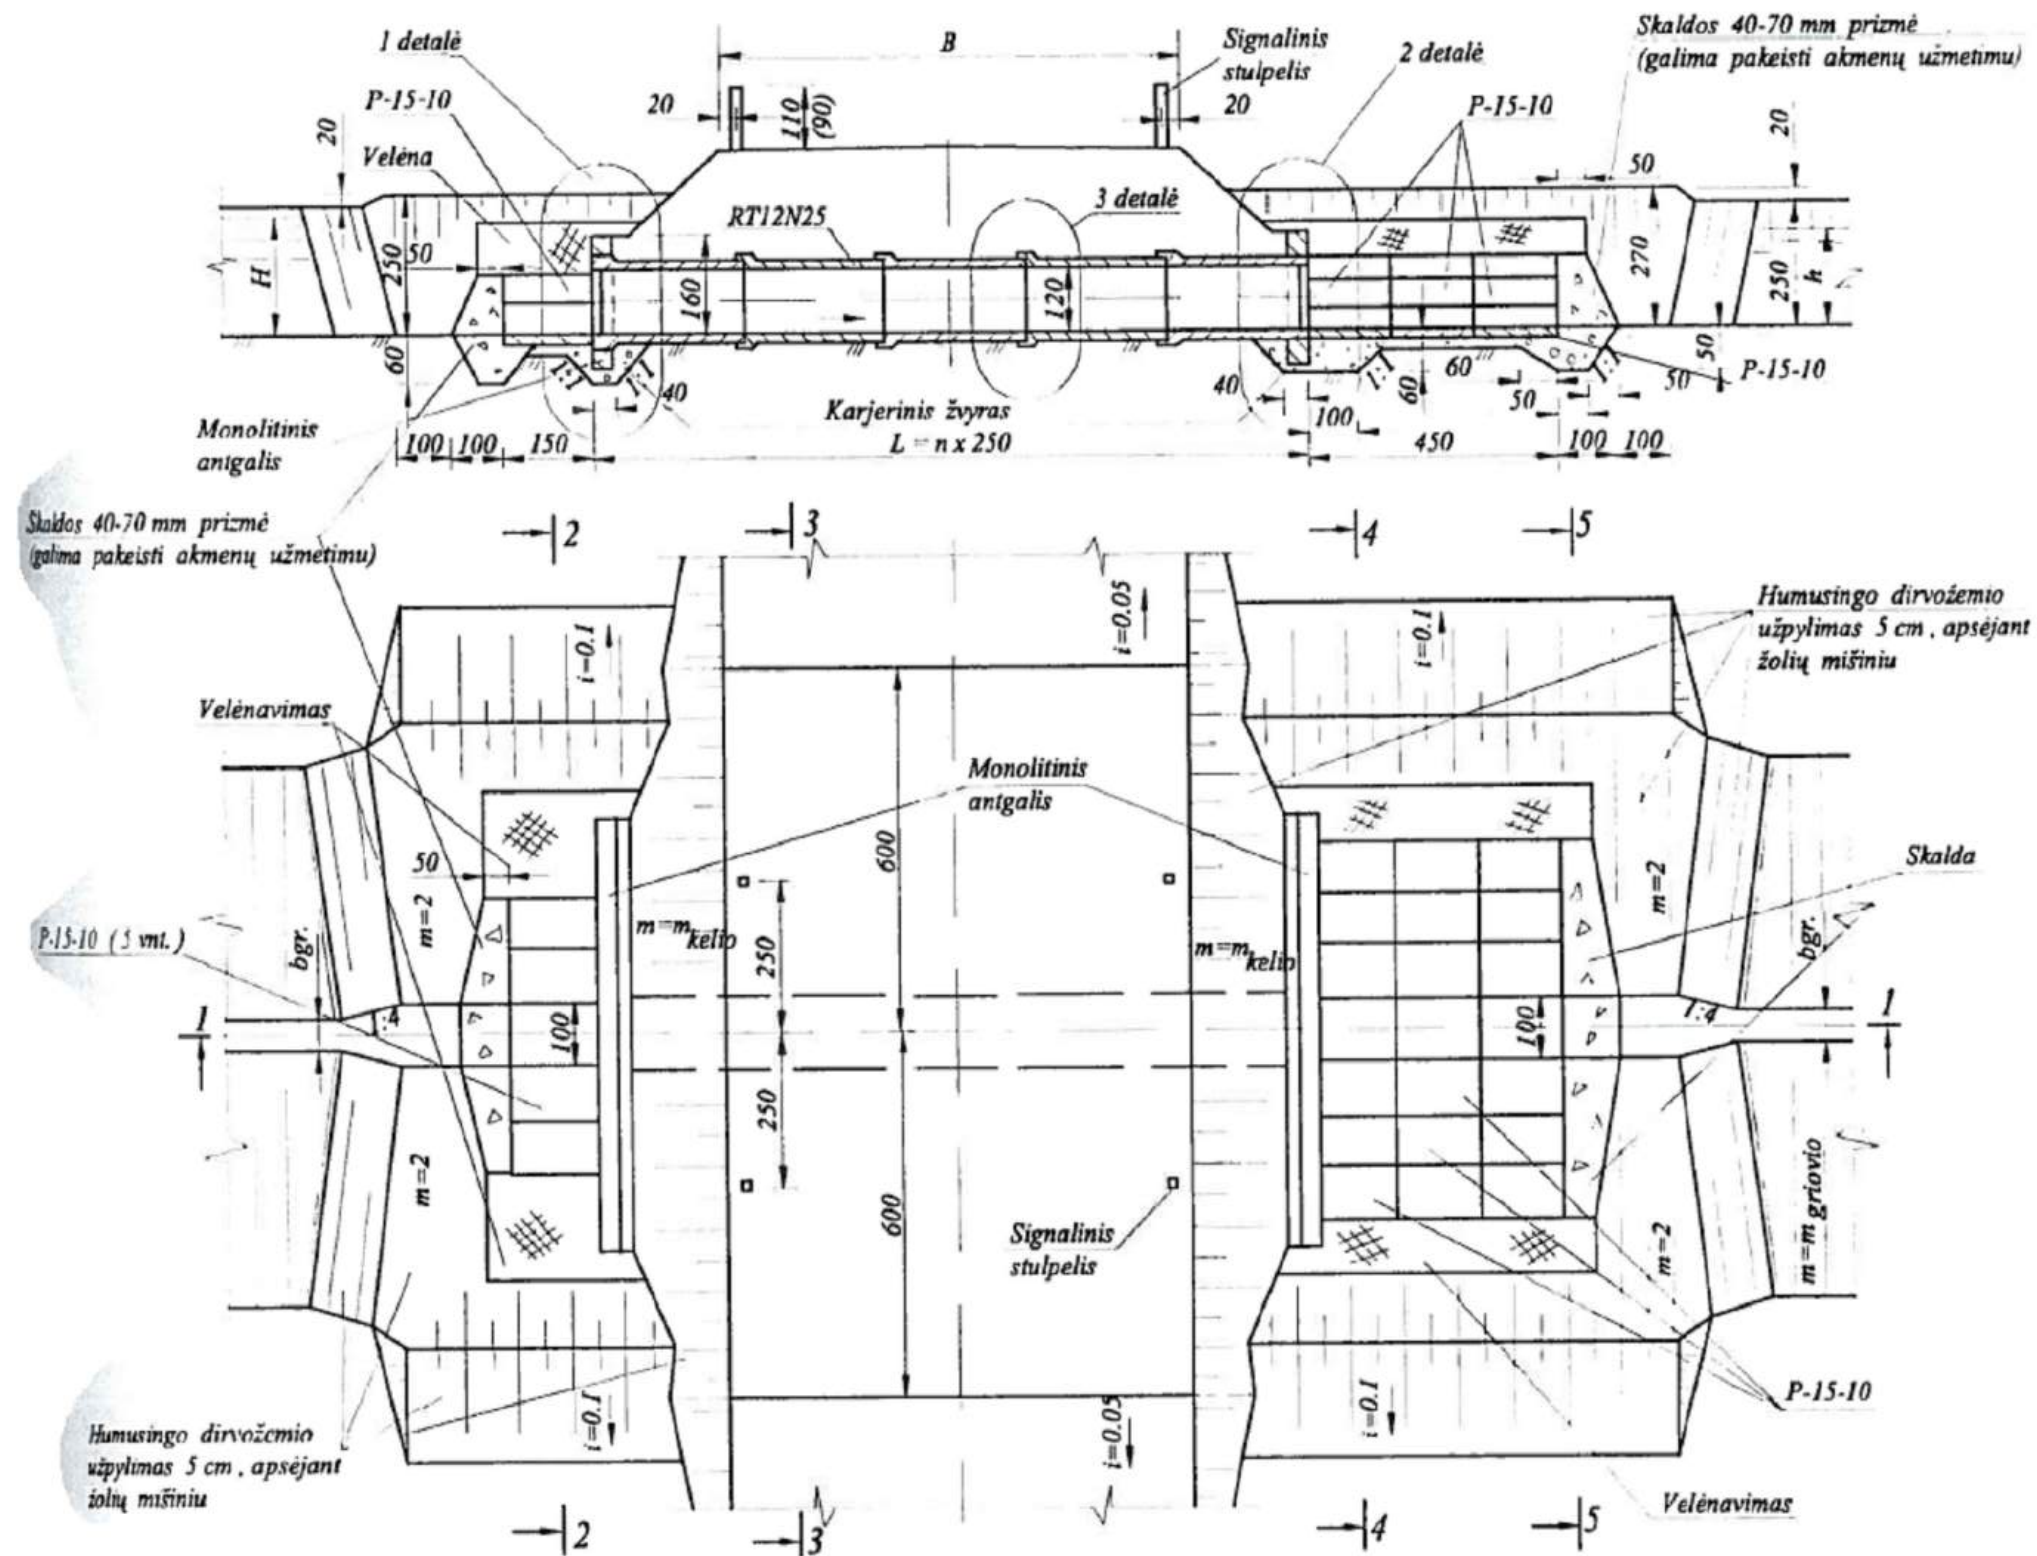 1 detalė
B
Signalinis
stulpelis
2 detalė
Skaldos 40-70 mm prizmė
(galima pakeisti akmenų užmetimu)
P-15-10
20
110
(90)
20
P-15-10
20
20
Velėna
50
RT12N25
3 detalė
H
250
50
160
120
270
250
h
60
1:1
1:1
40
40
1:1
60
60
50
1:1
50
50
P-15-10
Monolitinis
antgalis
Karjerinis žvyras
100
100
100
150
L = n x 250
450
100
100
Skaldos 40-70 mm prizmė
(galima pakeisti akmenų užmetimu)
2
3
4
5
i=0.1
i=0.05
i=0.1
Humusingo dirvožemio
užpylimas 5 cm, apsėjant
žolių mišiniu
Velėnavimas
Monolitinis
antgalis
50
600
Skalda
m=2
m=m kelio
250
m=m kelio
m=2
P-15-10 (5 vnt.)
bgr.
bgr.
1
1:4
100
100
1:4
1
250
m=2
600
Signalinis
stulpelis
m=2
m=m griovio
P-15-10
Humusingo dirvožemio
užpylimas 5 cm, apsėjant
žolių mišiniu
i=0.1
i=0.05
i=0.1
Velėnavimas
2
3
4
5